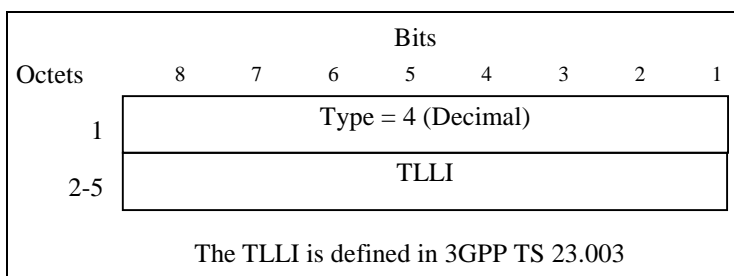 Bits
Octets 8 7 6 5 4 3 2 1
1 Type = 4 (Decimal)
2-5 TLLI
The TLLI is defined in 3GPP TS 23.003